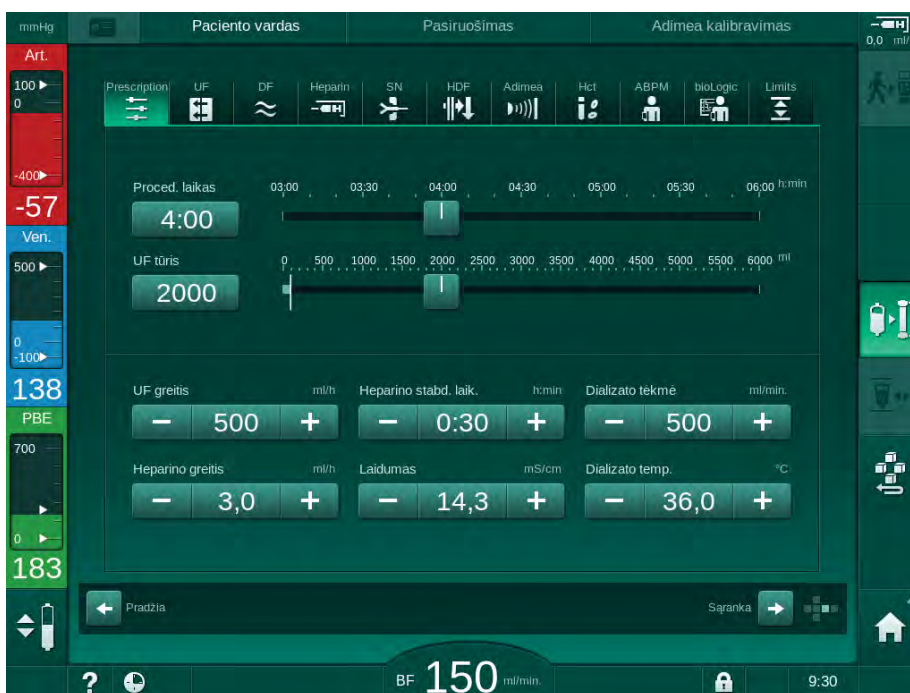 mmHg Paciento vardas Pasiruošimas Adimea kalibravimas
0,0 ml/
Art.
100
0
-400
-57
Ven.
500
0
-100
138
PBE
700
0
183
Prescription UF DF Heparin SN HDF Adimea Hct ABPM bioLogic Limits
Proced. laikas 03:00 03:30 04:00 04:30 05:00 05:30 06:00 h:min
4:00
UF tūris 0 500 1000 1500 2000 2500 3000 3500 4000 4500 5000 5500 6000 ml
2000
UF greitis ml/h Heparino stabd. laik. h:min Dializato tėkmė ml/min.
− 500 + − 0:30 + − 500 +
Heparino greitis ml/h Laidumas mS/cm Dializato temp. °C
− 3,0 + − 14,3 + − 36,0 +
Pradžia Sąranka
? BF 150 ml/min. 9:30